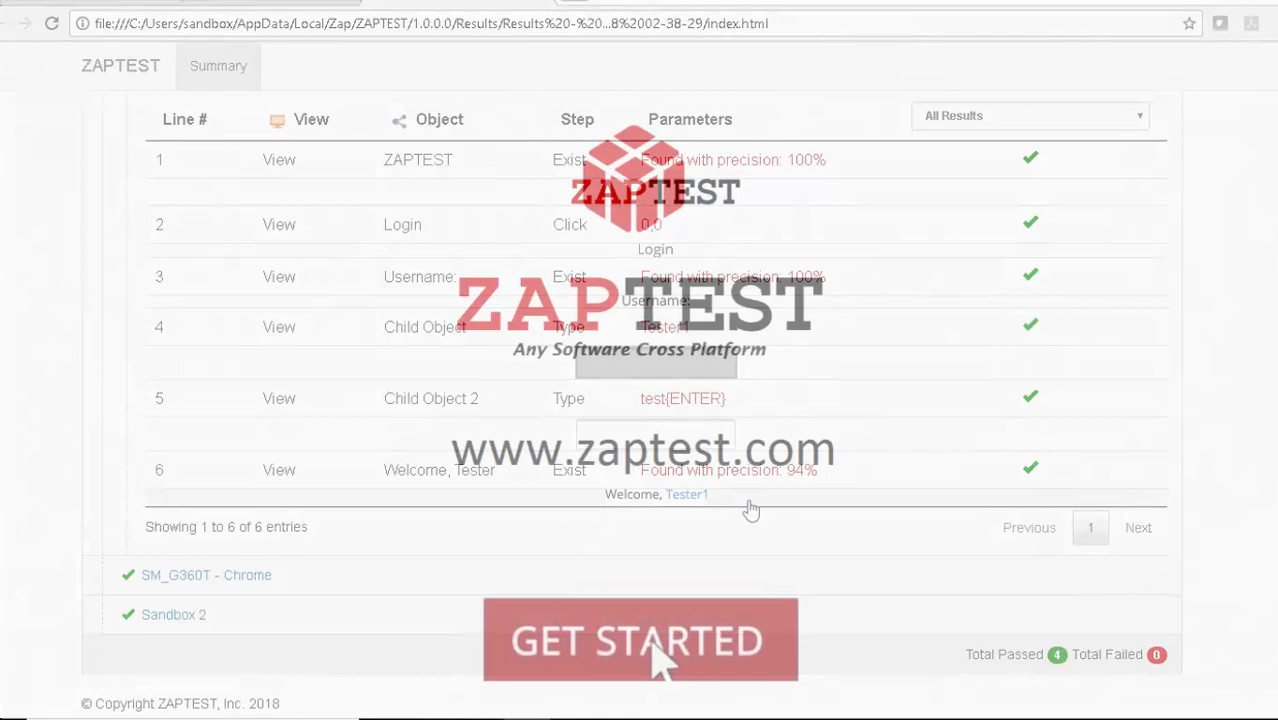 file:///C:/Users/sandbox/AppData/Local/Zap/ZAPTEST/1.0.0.0/Results/Results%20-%20...8%2002-38-29/index.html
ZAPTEST Summary
Line # View Object Step Parameters All Results
1 View ZAPTEST Exist Found with precision: 100%
ZAPTEST
2 View Login Click 0,0
Login
3 View Username: Exist Found with precision: 100%
Username:
ZAPTEST
4 View Child Object Type Tester1
Any Software Cross Platform
5 View Child Object 2 Type test{ENTER}
www.zaptest.com
6 View Welcome, Tester Exist Found with precision: 94%
Welcome, Tester1
Showing 1 to 6 of 6 entries Previous 1 Next
SM_G360T - Chrome
Sandbox 2
GET STARTED
Total Passed 4 Total Failed 0
© Copyright ZAPTEST, Inc. 2018